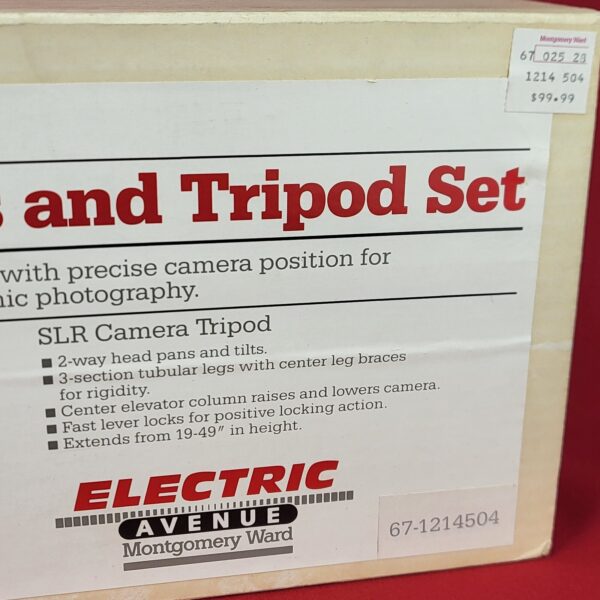 Montgomery Ward
67 025 28
1214 504
$99.99
s and Tripod Set
with precise camera position for
nic photography.
SLR Camera Tripod
■ 2-way head pans and tilts.
■ 3-section tubular legs with center leg braces
for rigidity.
■ Center elevator column raises and lowers camera.
■ Fast lever locks for positive locking action.
■ Extends from 19-49" in height.
ELECTRIC
AVENUE
Montgomery Ward
67-1214504